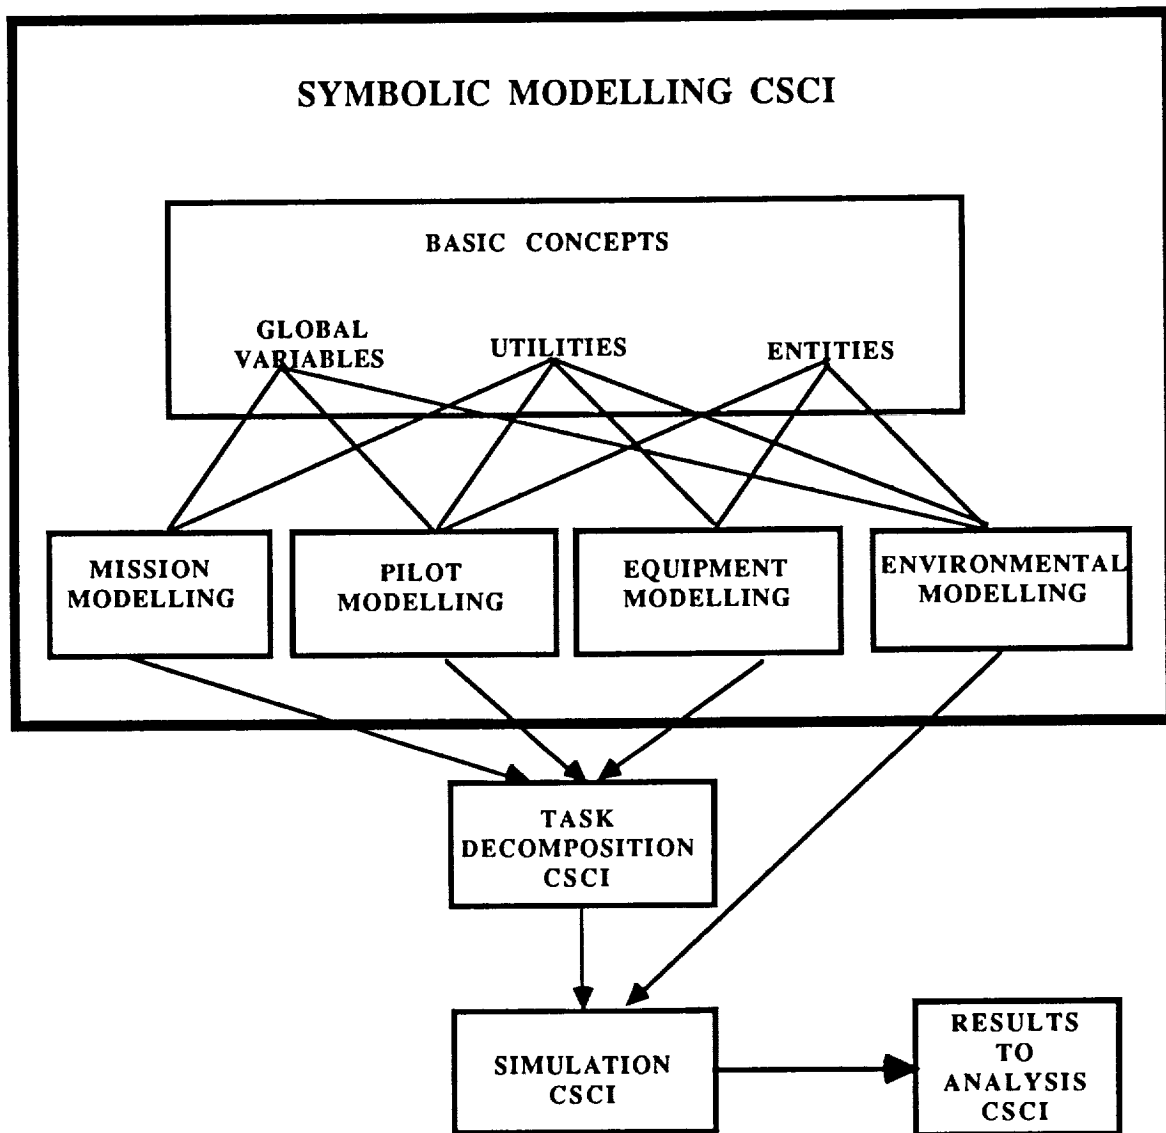 SYMBOLIC MODELLING CSCI
BASIC CONCEPTS
GLOBAL
VARIABLES
UTILITIES
ENTITIES
MISSION
MODELLING
PILOT
MODELLING
EQUIPMENT
MODELLING
ENVIRONMENTAL
MODELLING
TASK
DECOMPOSITION
CSCI
SIMULATION
CSCI
RESULTS
TO
ANALYSIS
CSCI